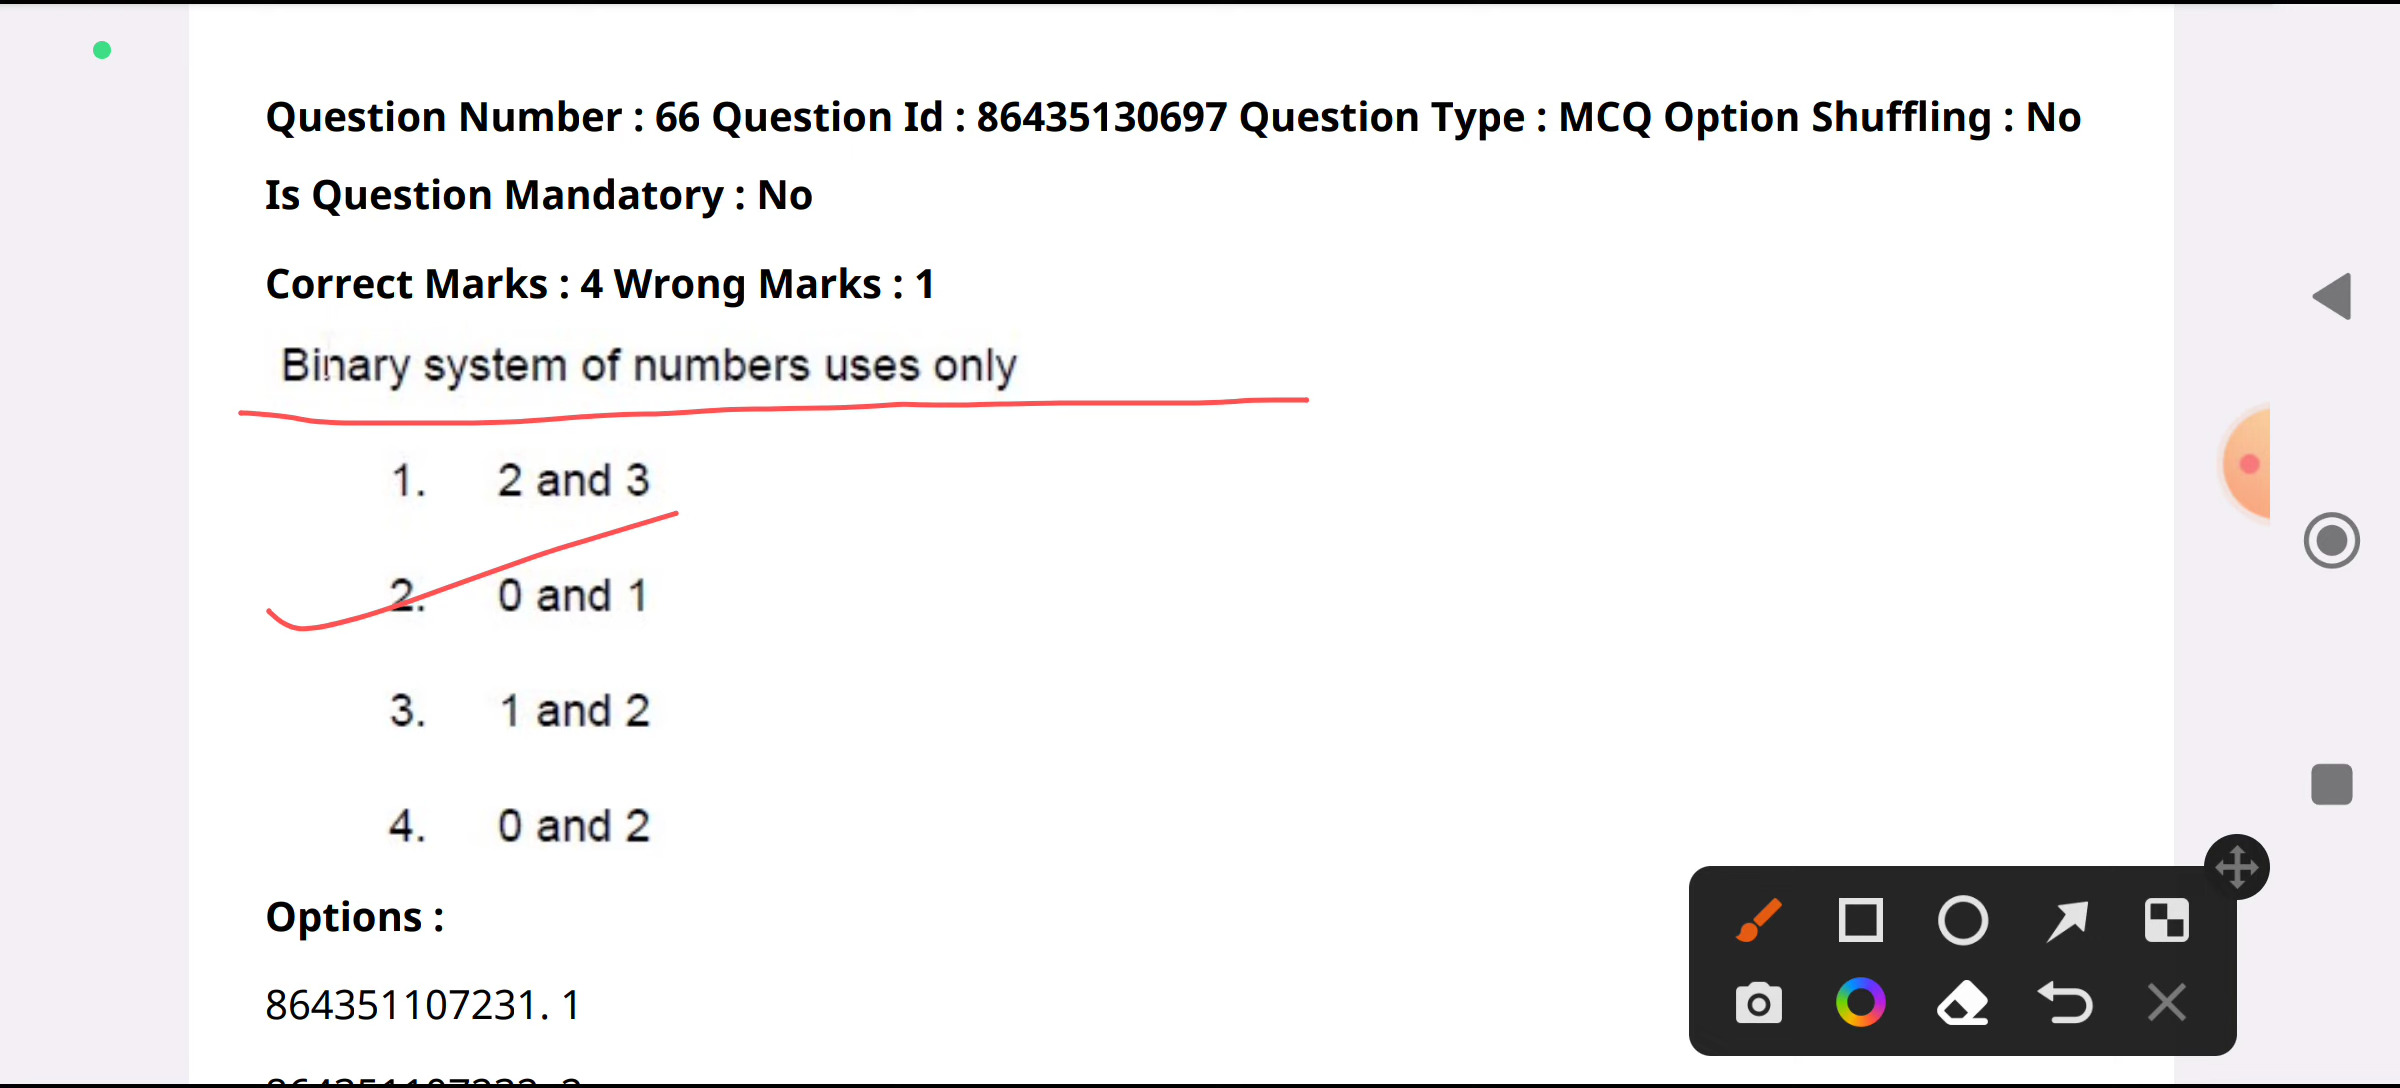 Question Number : 66 Question Id : 86435130697 Question Type : MCQ Option Shuffling : No
Is Question Mandatory : No
Correct Marks : 4 Wrong Marks : 1
Binary system of numbers uses only
1. 2 and 3
2. 0 and 1
3. 1 and 2
4. 0 and 2
Options :
864351107231. 1